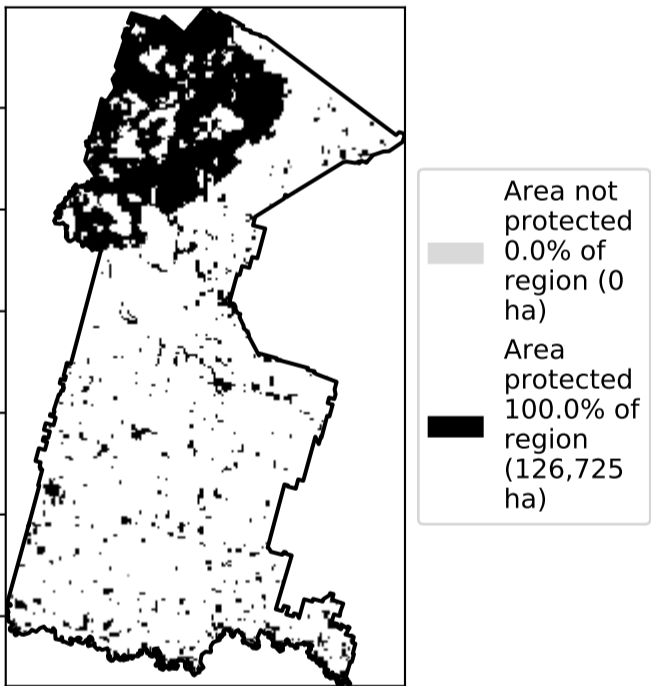 Area not
protected
0.0% of
region (0
ha)
Area
protected
100.0% of
region
(126,725
ha)